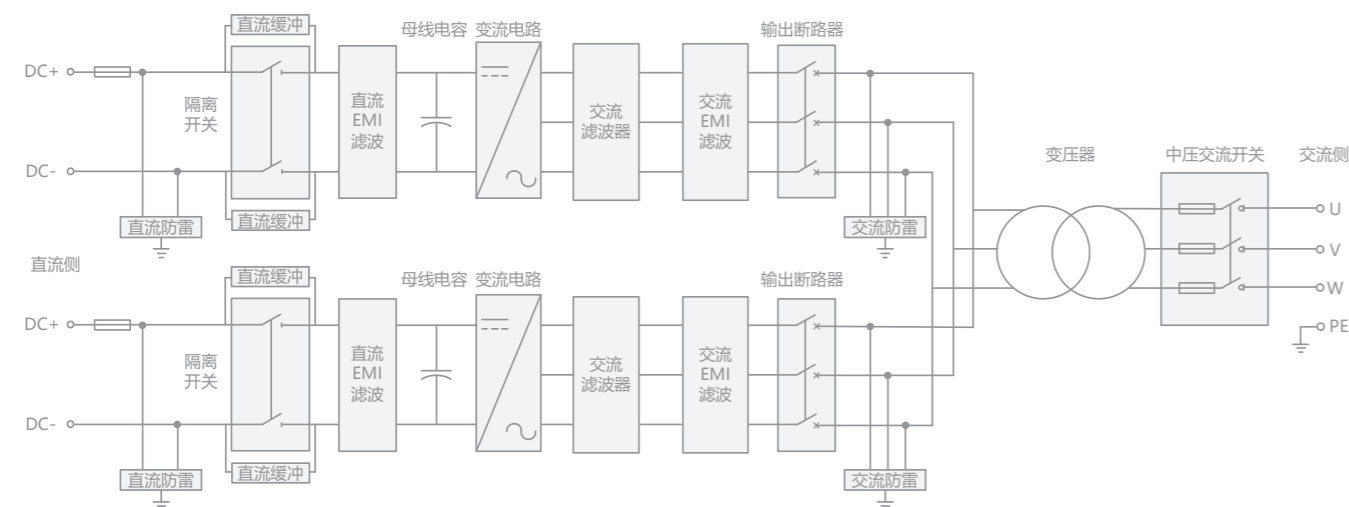 直流缓冲
母线电容 变流电路
输出断路器
DC+
隔离
开关
直流
EMI
滤波
交流
滤波器
交流
EMI
滤波
DC-
直流缓冲
直流防雷
交流防雷
变压器
中压交流开关
交流侧
U
V
W
PE
直流侧
直流缓冲
母线电容 变流电路
输出断路器
DC+
隔离
开关
直流
EMI
滤波
交流
滤波器
交流
EMI
滤波
DC-
直流缓冲
直流防雷
交流防雷